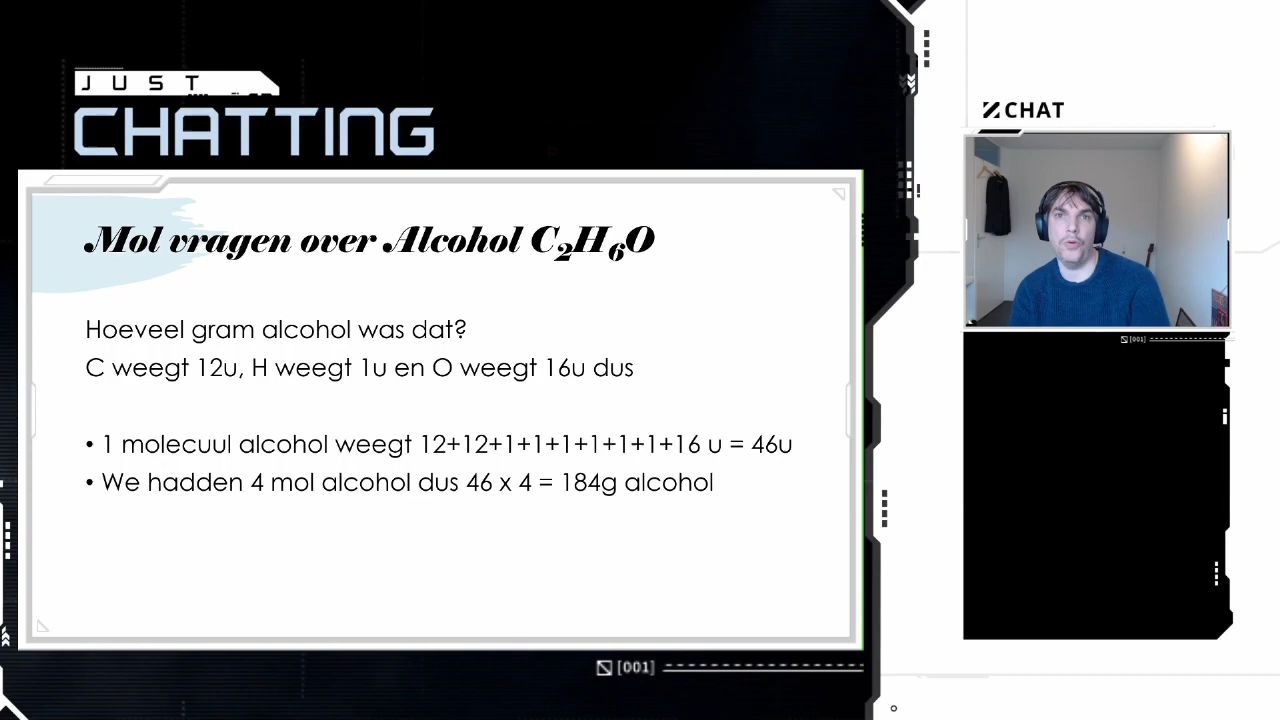 JUST
CHATTING
CHAT
Mol vragen over Alcohol C₂H₆O
Hoeveel gram alcohol was dat?
C weegt 12u, H weegt 1u en O weegt 16u dus
• 1 molecuul alcohol weegt 12+12+1+1+1+1+1+1+16 u = 46u
• We hadden 4 mol alcohol dus 46 x 4 = 184g alcohol
[001]
[001]